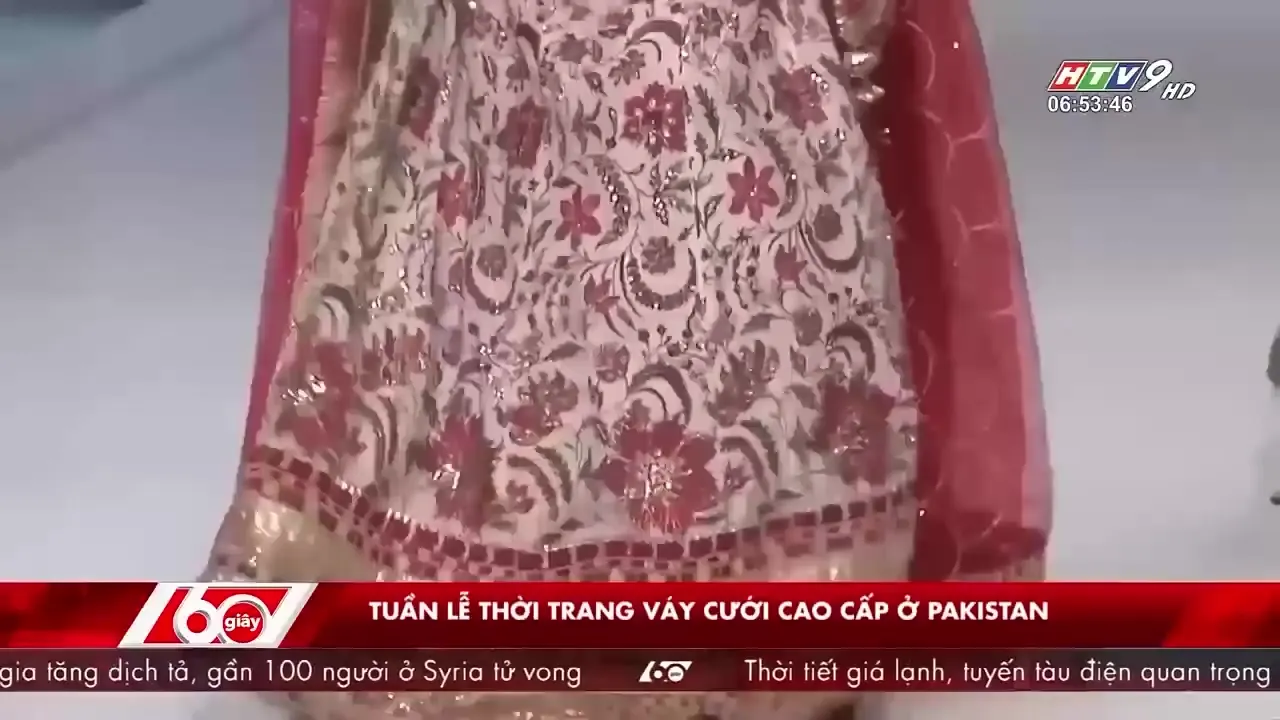 HTV9 HD
06:53:46
60 giây
TUẦN LỄ THỜI TRANG VÁY CƯỚI CAO CẤP Ở PAKISTAN
gia tăng dịch tả, gần 100 người ở Syria tử vong
60 giây
Thời tiết giá lạnh, tuyến tàu điện quan trọng